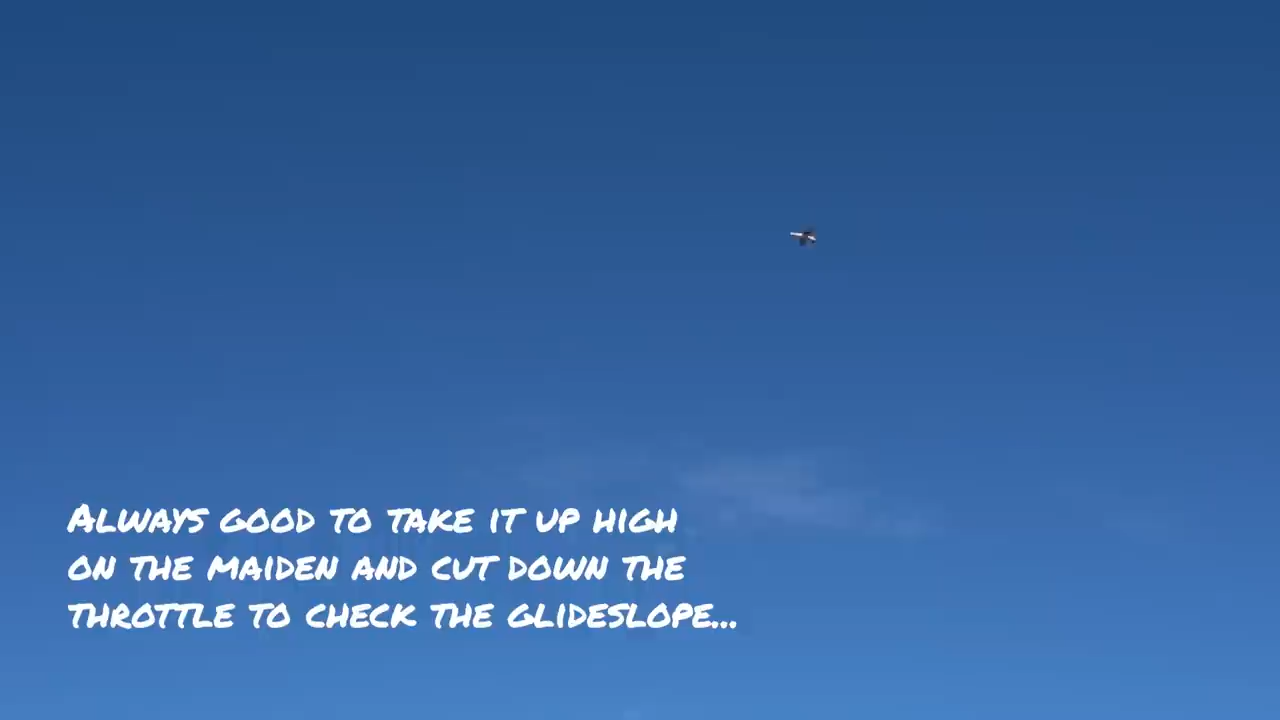 Always good to take it up high
on the maiden and cut down the
throttle to check the glideslope...